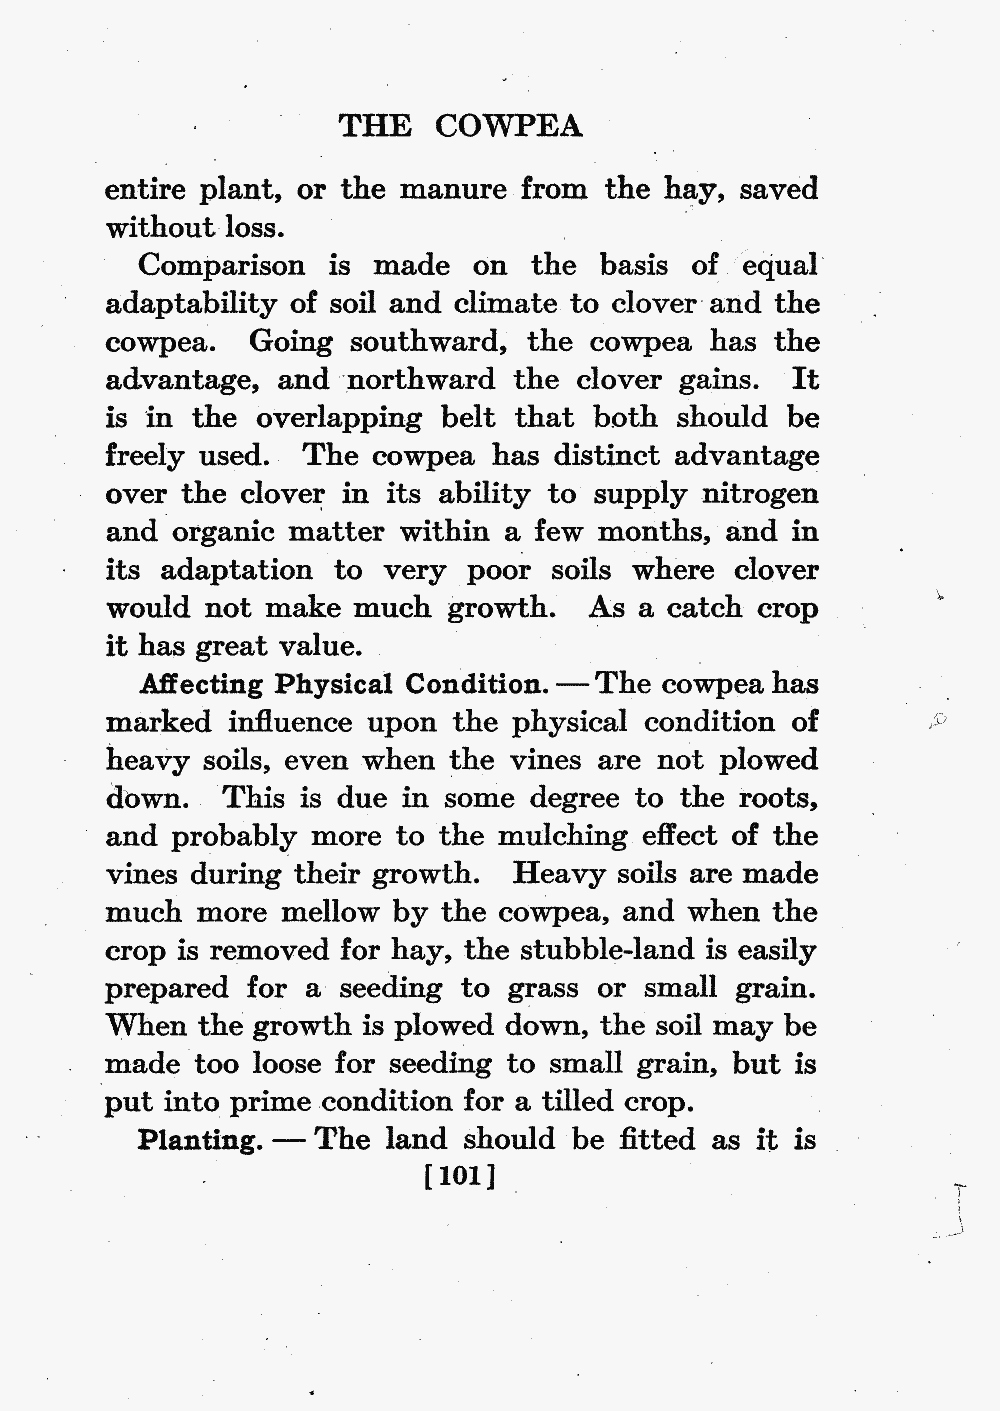 THE COWPEA
entire plant, or the manure from the hay, saved
without loss.
Comparison is made on the basis of equal
adaptability of soil and climate to clover and the
cowpea. Going southward, the cowpea has the
advantage, and northward the clover gains. It
is in the overlapping belt that both should be
freely used. The cowpea has distinct advantage
over the clover in its ability to supply nitrogen
and organic matter within a few months, and in
its adaptation to very poor soils where clover
would not make much growth. As a catch crop
it has great value.
Affecting Physical Condition. — The cowpea has
marked influence upon the physical condition of
heavy soils, even when the vines are not plowed
down. This is due in some degree to the roots,
and probably more to the mulching effect of the
vines during their growth. Heavy soils are made
much more mellow by the cowpea, and when the
crop is removed for hay, the stubble-land is easily
prepared for a seeding to grass or small grain.
When the growth is plowed down, the soil may be
made too loose for seeding to small grain, but is
put into prime condition for a tilled crop.
Planting. — The land should be fitted as it is
[101]